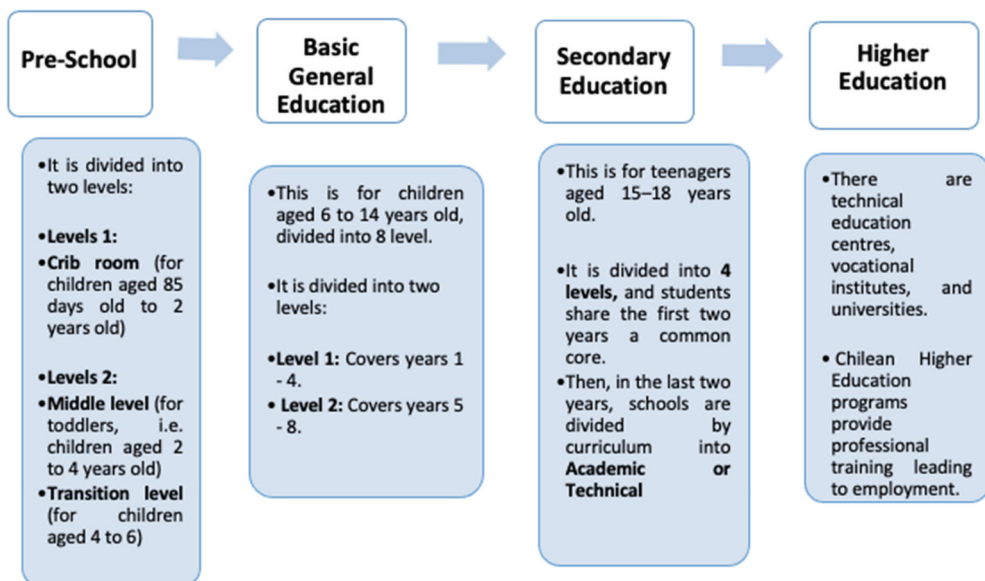 Pre-School
•It is divided into
two levels:
•Levels 1:
•Crib room (for
children aged 85
days old to 2
years old)
•Levels 2:
•Middle level (for
toddlers, i.e.
children aged 2
to 4 years old)
•Transition level
(for children
aged 4 to 6)
Basic
General
Education
•This is for children
aged 6 to 14 years old,
divided into 8 level.
•It is divided into two
levels:
•Level 1: Covers years 1
- 4.
• Level 2: Covers years 5
- 8.
Secondary
Education
•This is for teenagers
aged 15–18 years
old.
•It is divided into 4
levels, and students
share the first two
years a common
core.
•Then, in the last two
years, schools are
divided by
curriculum into
Academic or
Technical
Higher
Education
•There are
technical
education
centres,
vocational
institutes, and
universities.
• Chilean Higher
Education
programs
provide
professional
training leading
to employment.